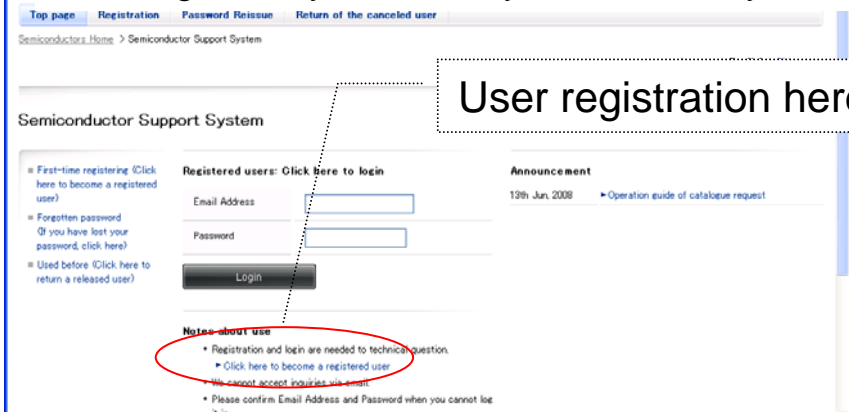 Top page Registration Password Reissue Return of the canceled user
Semiconductors Home > Semiconductor Support System
User registration here
Semiconductor Support System
First-time registering (Click
here to become a registered
user)
Forgotten password
(If you have lost your
password, click here)
Used before (Click here to
return a released user)
Registered users: Click here to login
Email Address
Password
Login
Announcement
13th Jun, 2008 ►Operation guide of catalogue request
Notes about use
• Registration and login are needed to technical question.
►Click here to become a registered user
• We cannot accept inquiries via email.
• Please confirm Email Address and Password when you cannot log